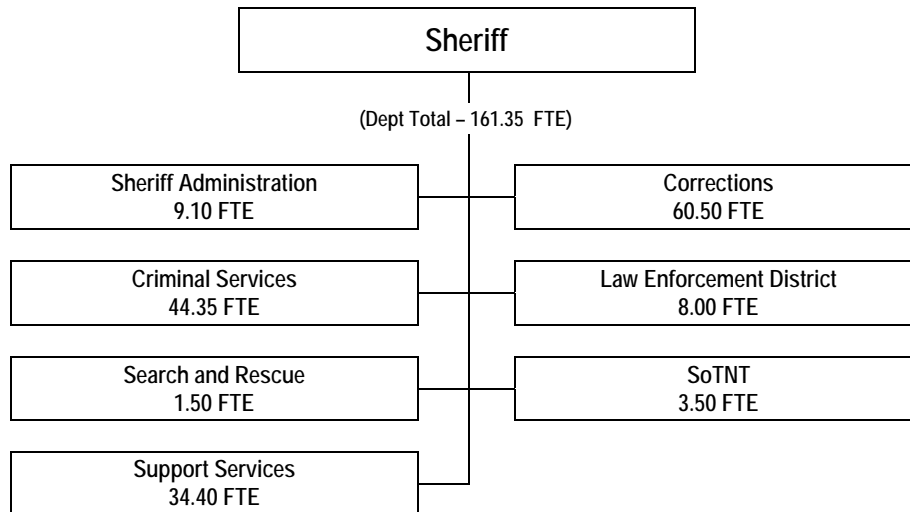 Sheriff
(Dept Total – 161.35 FTE)
Sheriff Administration
9.10 FTE
Corrections
60.50 FTE
Criminal Services
44.35 FTE
Law Enforcement District
8.00 FTE
Search and Rescue
1.50 FTE
SoTNT
3.50 FTE
Support Services
34.40 FTE